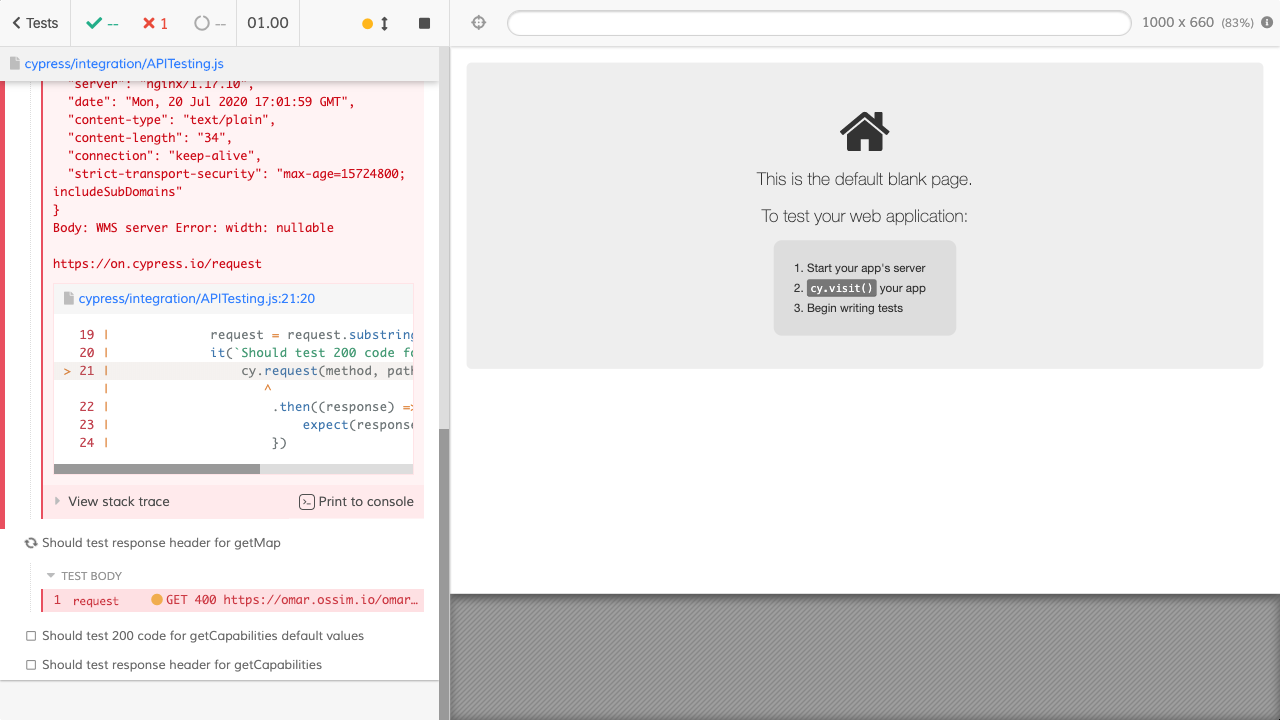 Tests
--
1
--
01.00
1000 x 660 (83%)
cypress/integration/APITesting.js
"server": "nginx/1.17.10",
"date": "Mon, 20 Jul 2020 17:01:59 GMT",
"content-type": "text/plain",
"content-length": "34",
"connection": "keep-alive",
"strict-transport-security": "max-age=15724800;
includeSubDomains"
}
Body: WMS server Error: width: nullable
https://on.cypress.io/request
cypress/integration/APITesting.js:21:20
19 | request = request.substring
20 | it(`Should test 200 code fo
> 21 | cy.request(method, path
| ^
22 | .then((response) =>
23 | expect(response
24 | })
View stack trace
Print to console
Should test response header for getMap
TEST BODY
1 request GET 400 https://omar.ossim.io/omar…
Should test 200 code for getCapabilities default values
Should test response header for getCapabilities
This is the default blank page.
To test your web application:
1. Start your app's server
2. cy.visit() your app
3. Begin writing tests